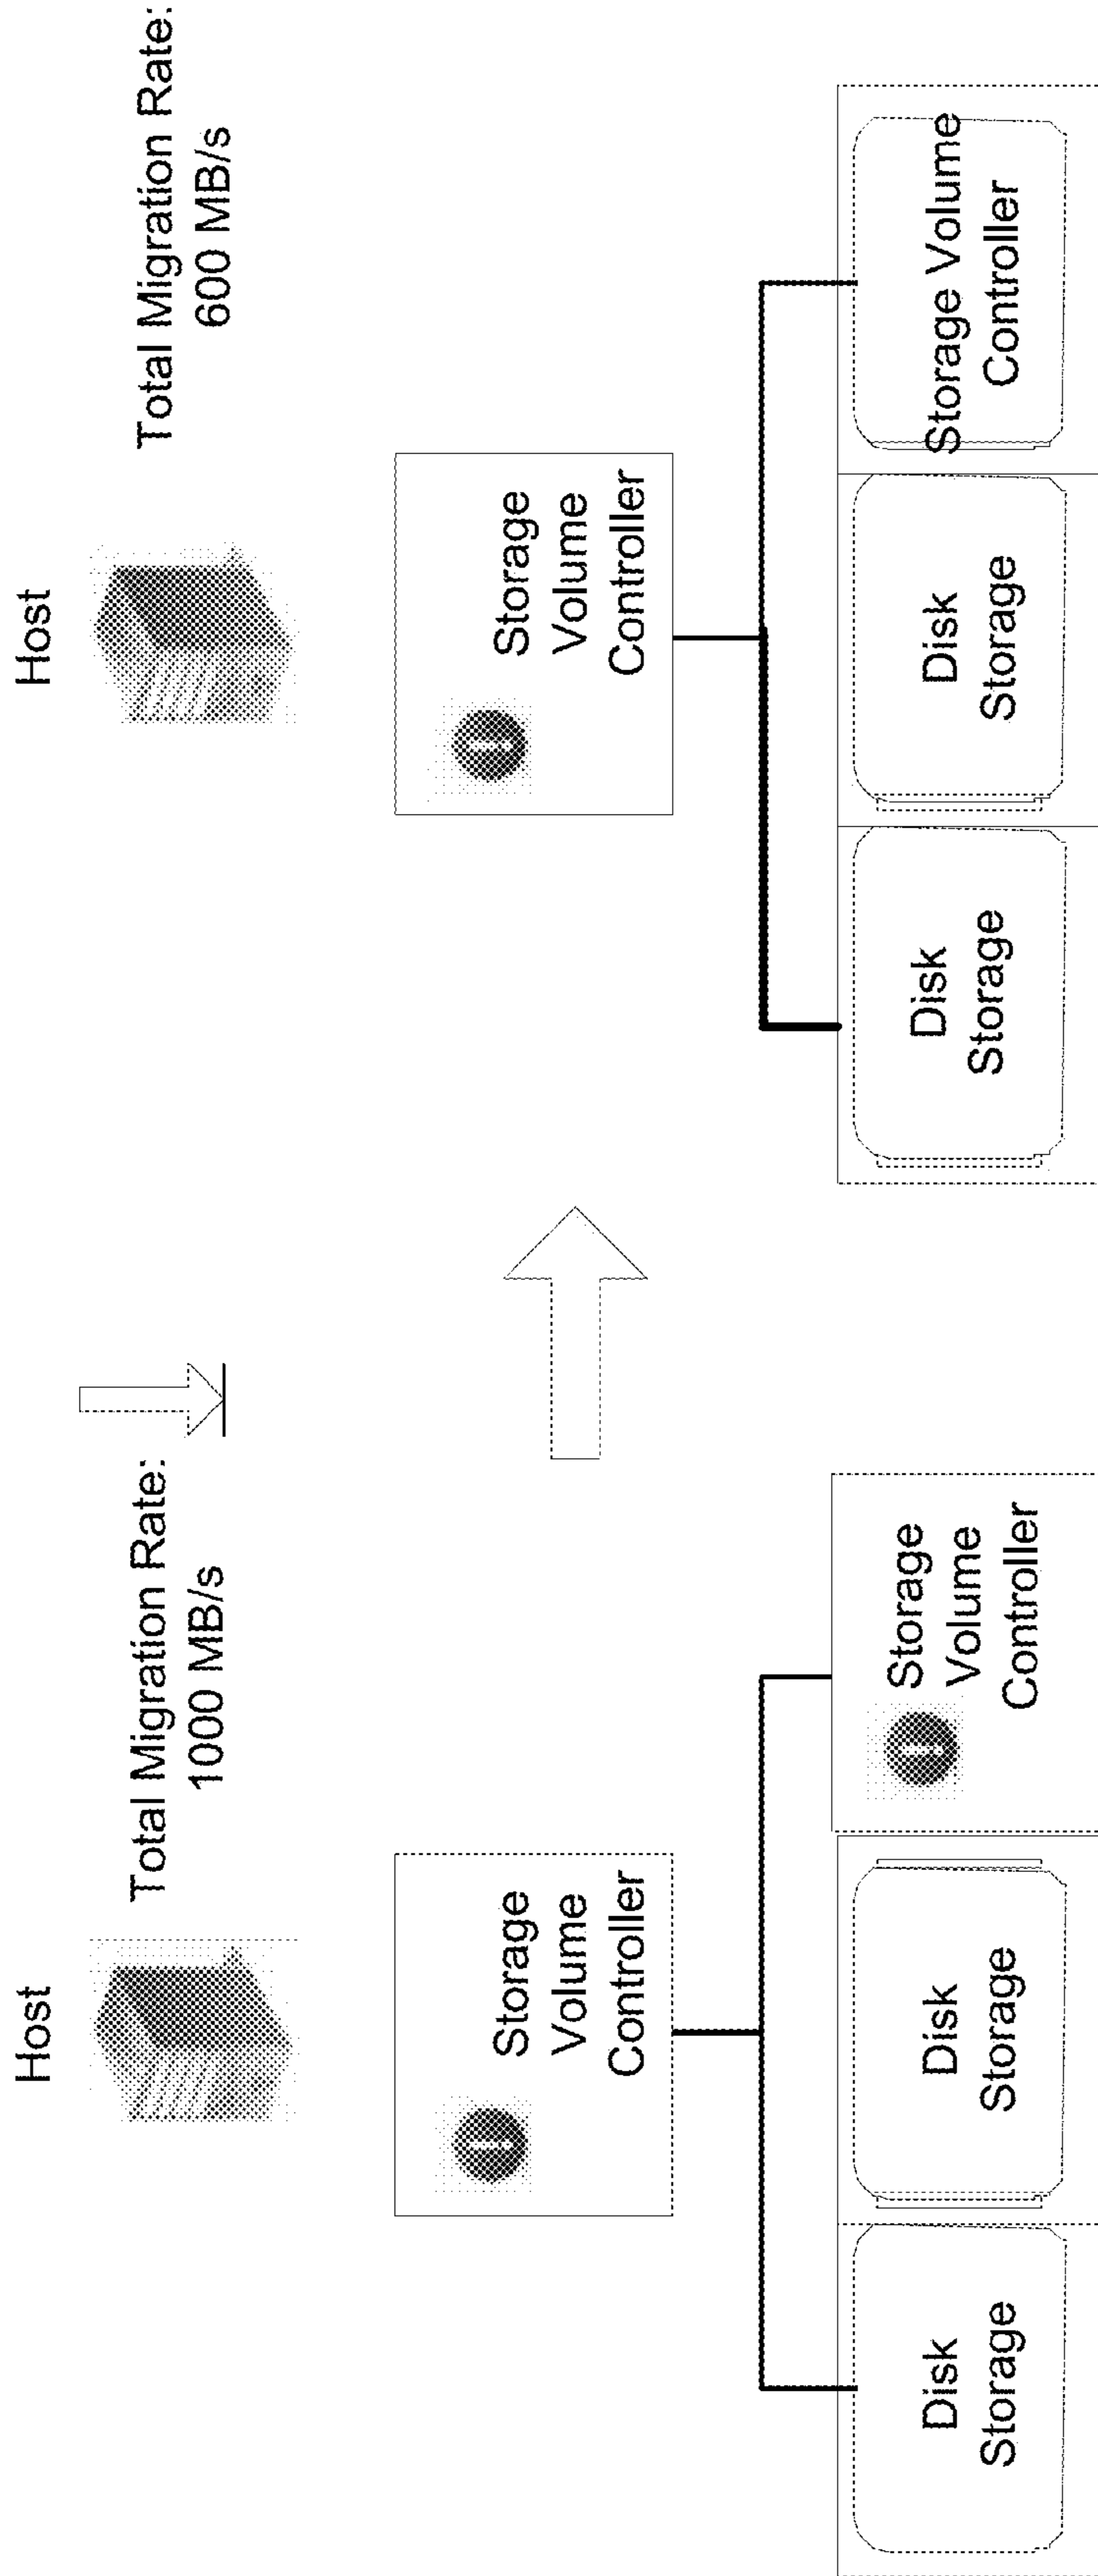 Host
Total Migration Rate:
1000 MB/s
Storage
Volume
Controller
Disk
Storage
Disk
Storage
Storage
Volume
Controller
Host
Total Migration Rate:
600 MB/s
Storage
Volume
Controller
Disk
Storage
Disk
Storage
Storage Volume
Controller